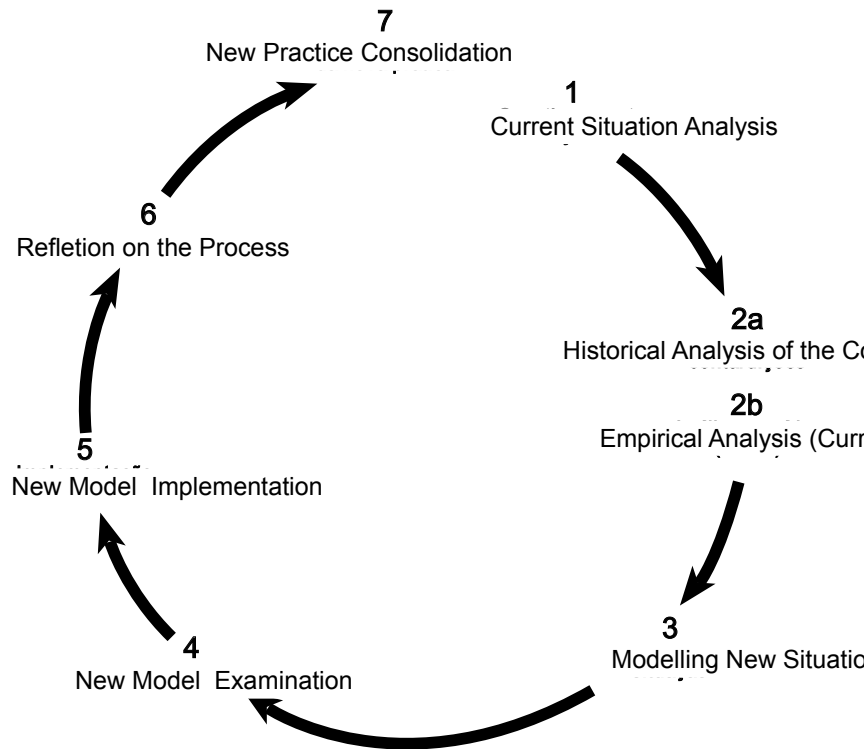 7
New Practice Consolidation
1
Current Situation Analysis
6
Refletion on the Process
2a
Historical Analysis of the Co
2b
Empirical Analysis (Curr
5
New Model Implementation
3
Modelling New Situatio
4
New Model Examination